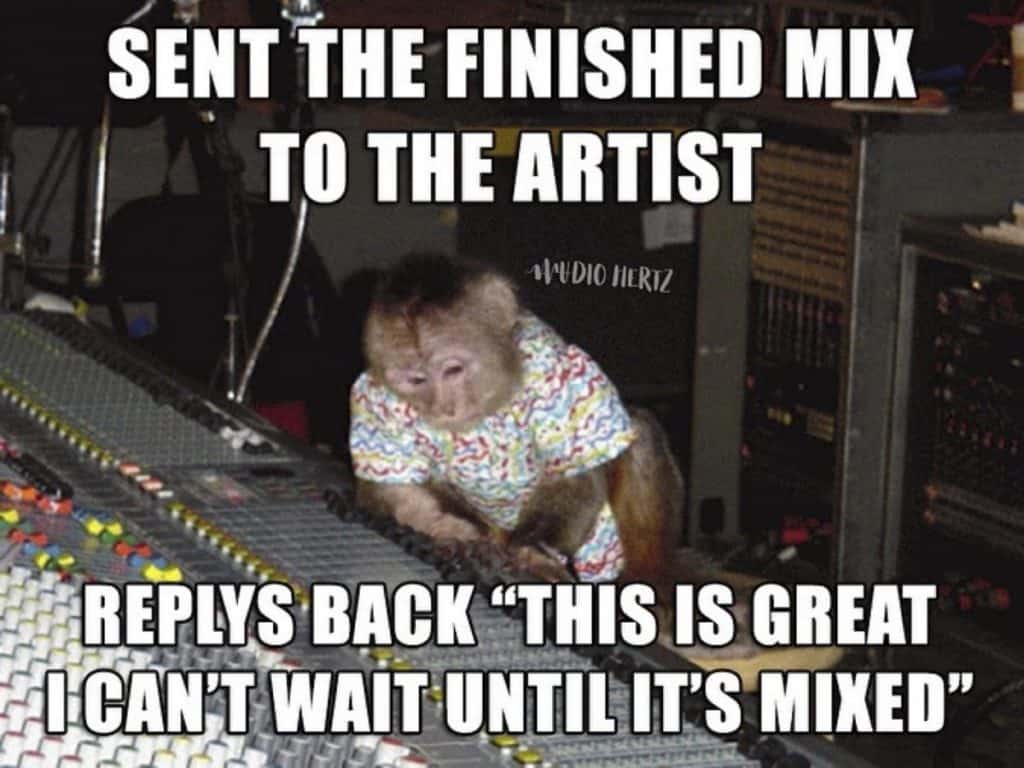 SENT THE FINISHED MIX
TO THE ARTIST
AUDIO HERTZ
REPLYS BACK “THIS IS GREAT
I CAN’T WAIT UNTIL IT’S MIXED”